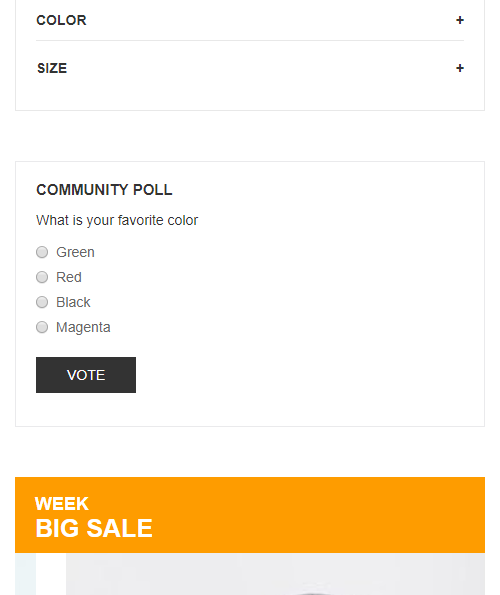 COLOR +
SIZE +
COMMUNITY POLL
What is your favorite color
Green
Red
Black
Magenta
VOTE
WEEK
BIG SALE